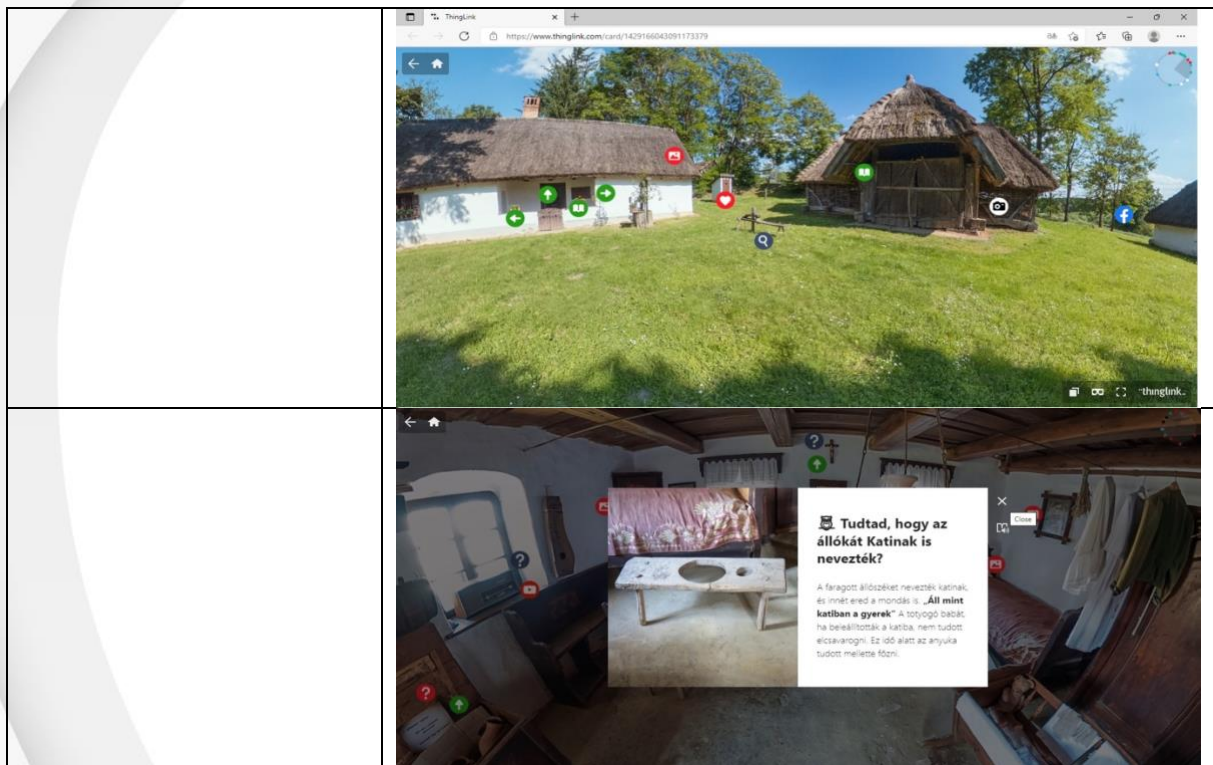 ThingLink
https://www.thinglink.com/card/1429166043091173379
thinglink..
Tudtad, hogy az
állókát Katinak is
nevezték?
A faragott állószéket nevezték katinak,
és innét ered a mondás is. „Áll mint
katiban a gyerek” A totyogó babát,
ha beleállították a katiba, nem tudott
elcsavarogni. Ez idő alatt az anyuka
tudott mellette főzni.
Close